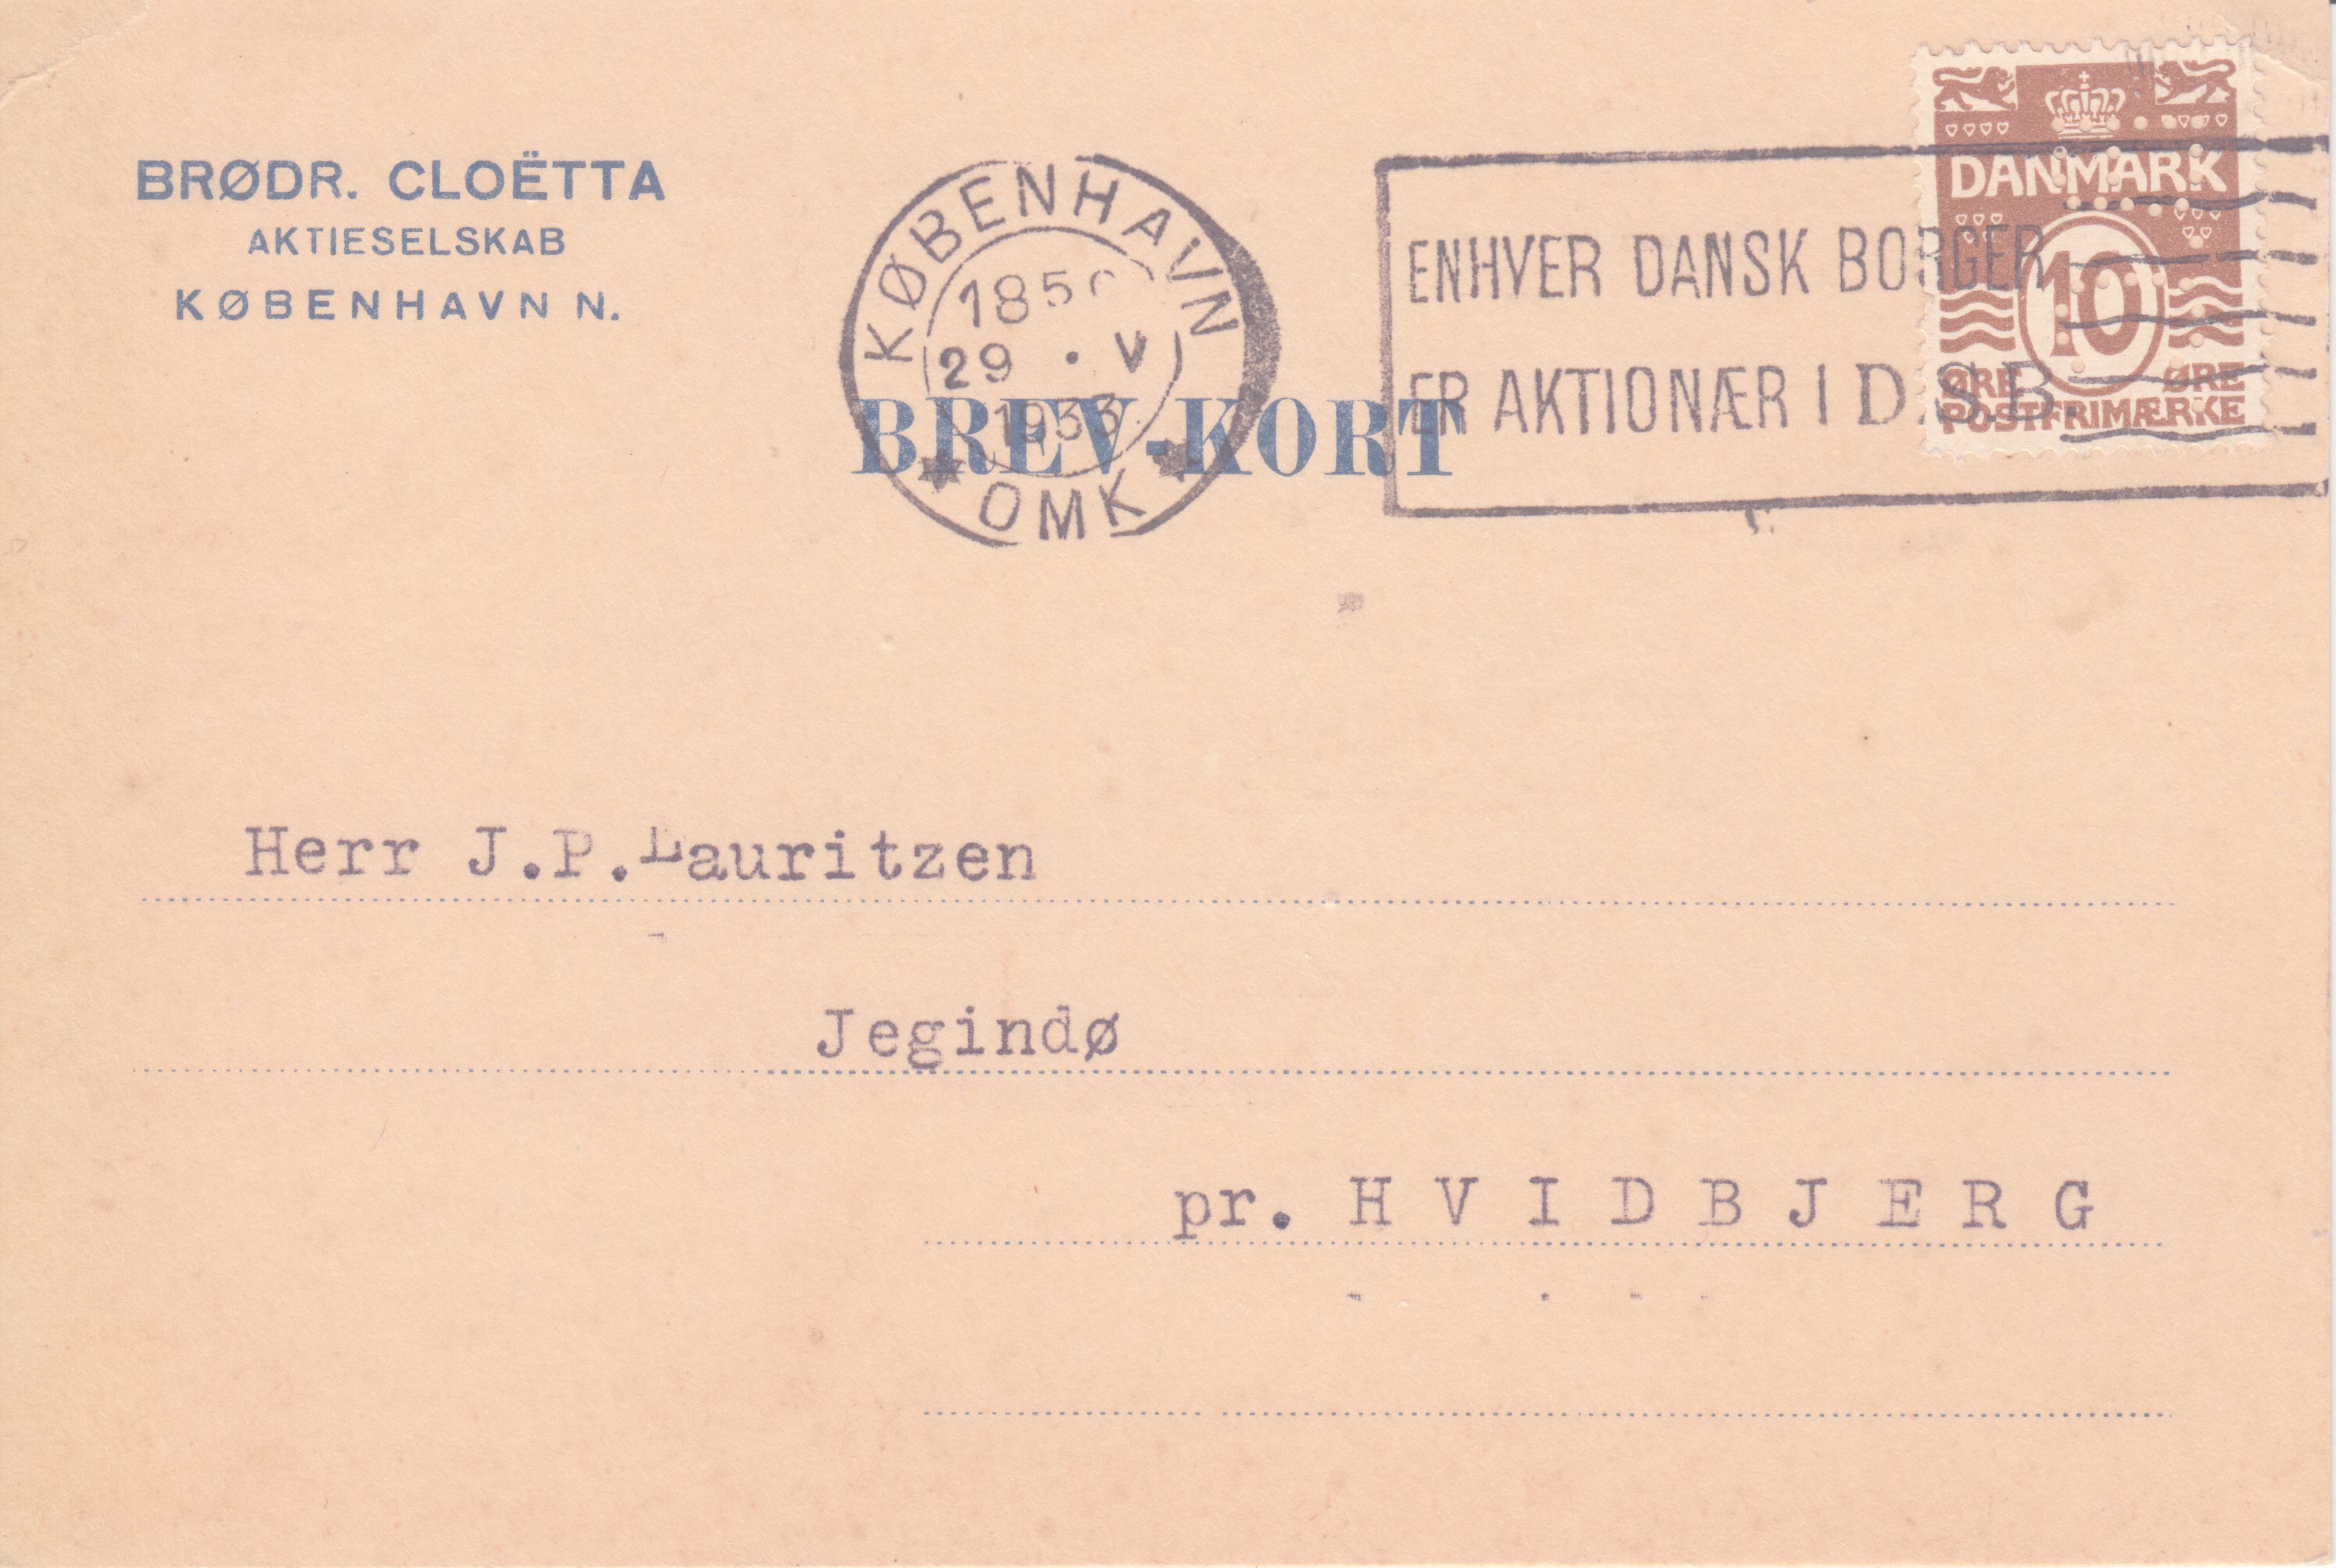 BRØDR. CLOËTTA
AKTIESELSKAB
KØBENHAVN N.
KØBENHAVN
29 . V
1933
OMK
BREV-KORT
ENHVER DANSK BORGER
ER AKTIONÆR I D.S.B.
DANMARK
10
ØRE ØRE
POSTFRIMÆRKE
Herr J.P.Lauritzen
Jegindø
pr. H V I D B J E R G